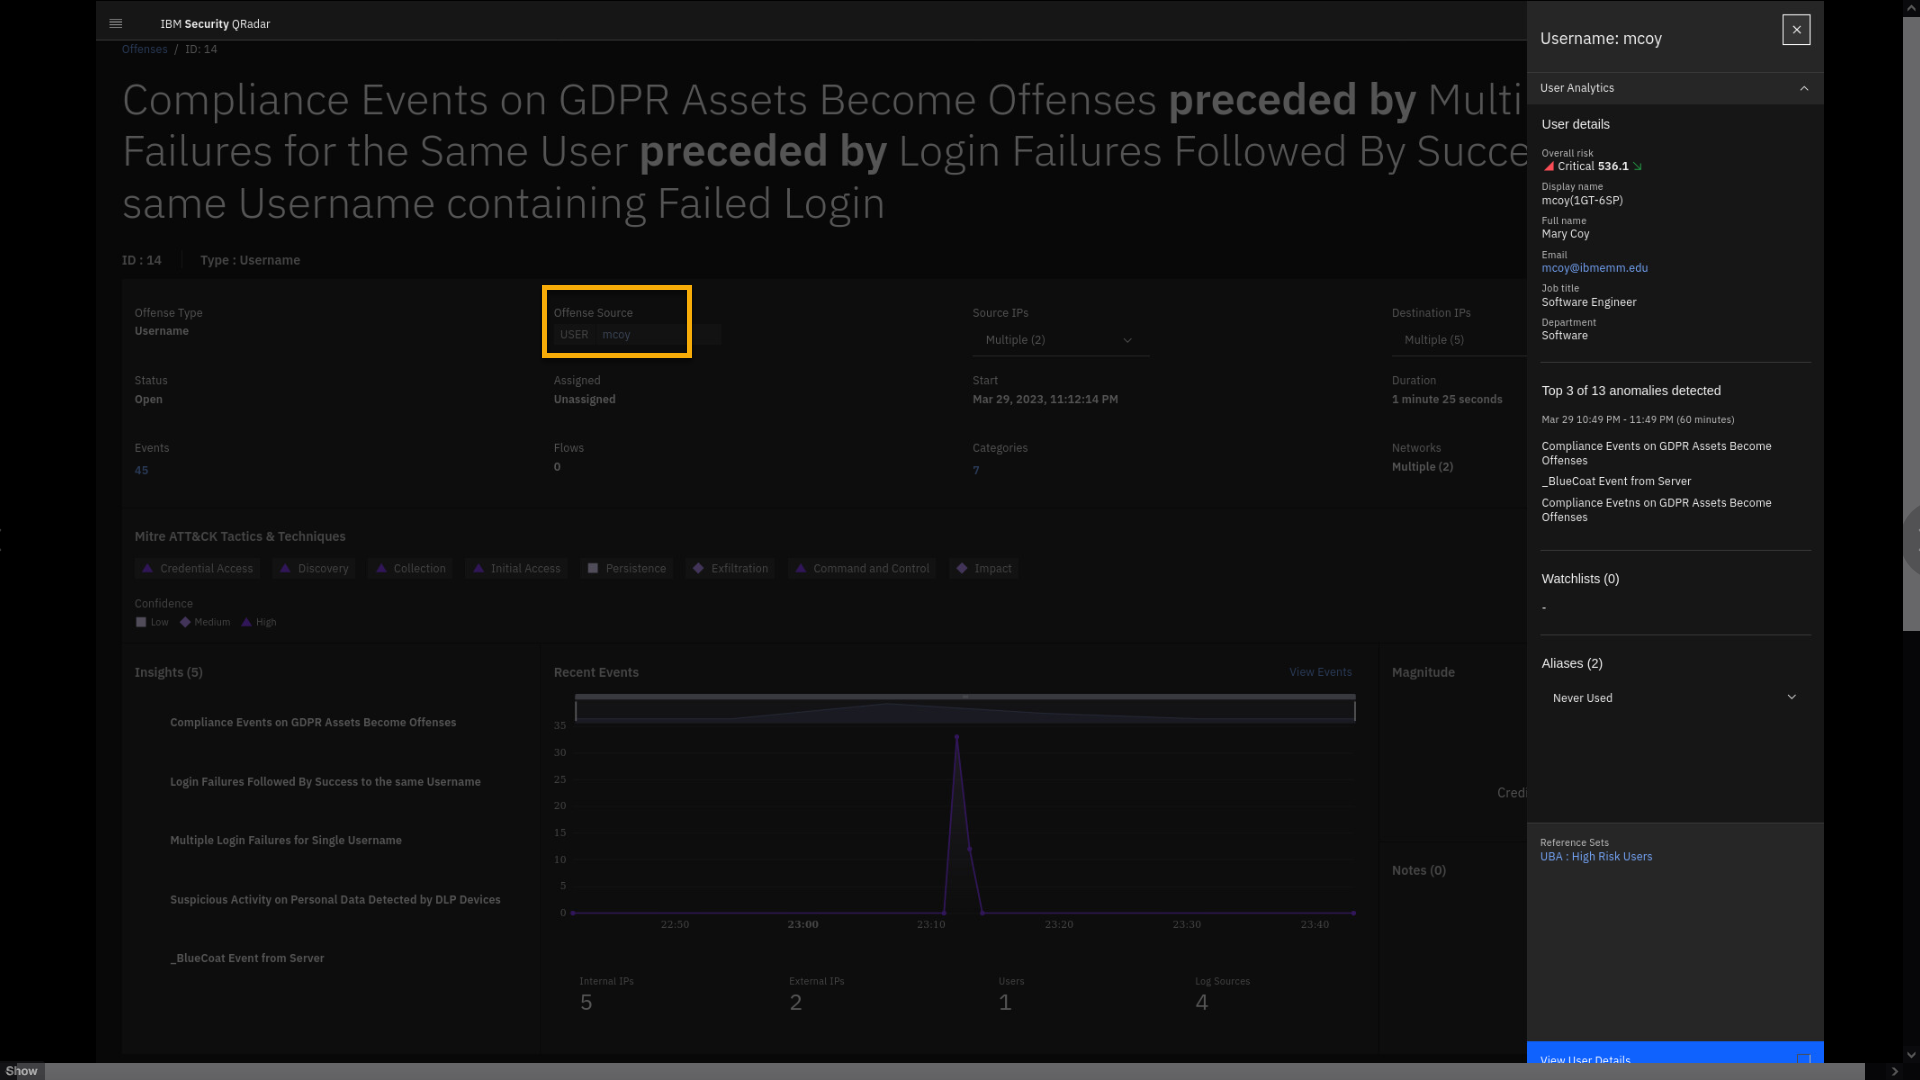 IBM Security QRadar
Offenses / ID: 14
Compliance Events on GDPR Assets Become Offenses preceded by Multi
Failures for the Same User preceded by Login Failures Followed By Succe
same Username containing Failed Login
ID : 14 Type : Username
Offense Type
Username
Offense Source
USER mcoy
Source IPs
Multiple (2)
Destination IPs
Multiple (5)
Status
Open
Assigned
Unassigned
Start
Mar 29, 2023, 11:12:14 PM
Duration
1 minute 25 seconds
Events
45
Flows
0
Categories
7
Networks
Multiple (2)
Mitre ATT&CK Tactics & Techniques
Credential Access Discovery Collection Initial Access Persistence Exfiltration Command and Control Impact
Confidence
Low Medium High
Insights (5)
Compliance Events on GDPR Assets Become Offenses
Login Failures Followed By Success to the same Username
Multiple Login Failures for Single Username
Suspicious Activity on Personal Data Detected by DLP Devices
_BlueCoat Event from Server
Recent Events
View Events
35
30
25
20
15
10
5
0
22:50 23:00 23:10 23:20 23:30 23:40
Internal IPs
5
External IPs
2
Users
1
Log Sources
4
Magnitude
Credi
Notes (0)
Username: mcoy
User Analytics
User details
Overall risk
Critical 536.1
Display name
mcoy(1GT-6SP)
Full name
Mary Coy
Email
mcoy@ibmemm.edu
Job title
Software Engineer
Department
Software
Top 3 of 13 anomalies detected
Mar 29 10:49 PM - 11:49 PM (60 minutes)
Compliance Events on GDPR Assets Become
Offenses
_BlueCoat Event from Server
Compliance Evetns on GDPR Assets Become
Offenses
Watchlists (0)
-
Aliases (2)
Never Used
Reference Sets
UBA : High Risk Users
View User Details
Show